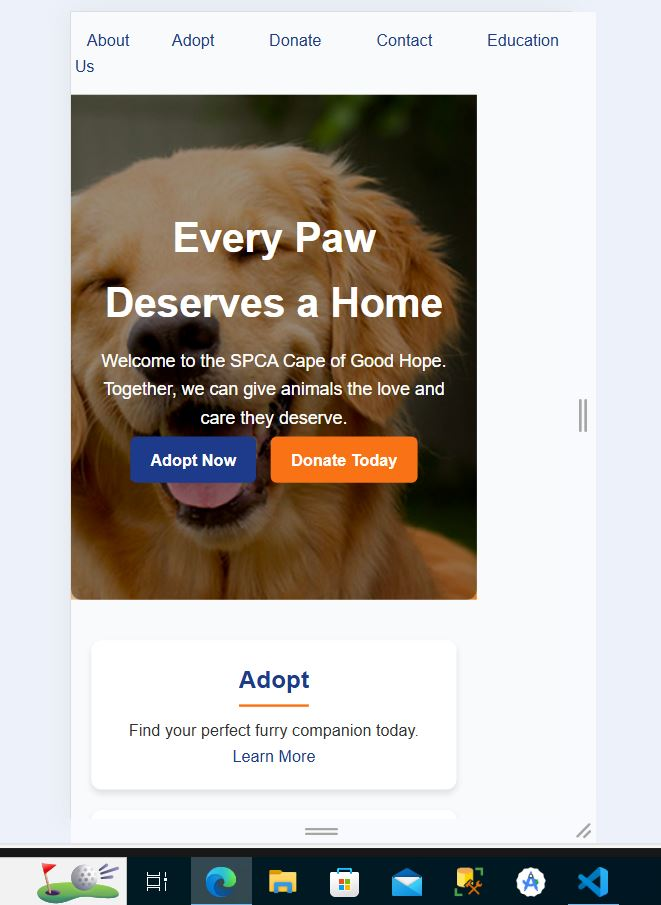 About Us
Adopt
Donate
Contact
Education
Every Paw
Deserves a Home
Welcome to the SPCA Cape of Good Hope.
Together, we can give animals the love and
care they deserve.
Adopt Now
Donate Today
Adopt
Find your perfect furry companion today.
Learn More